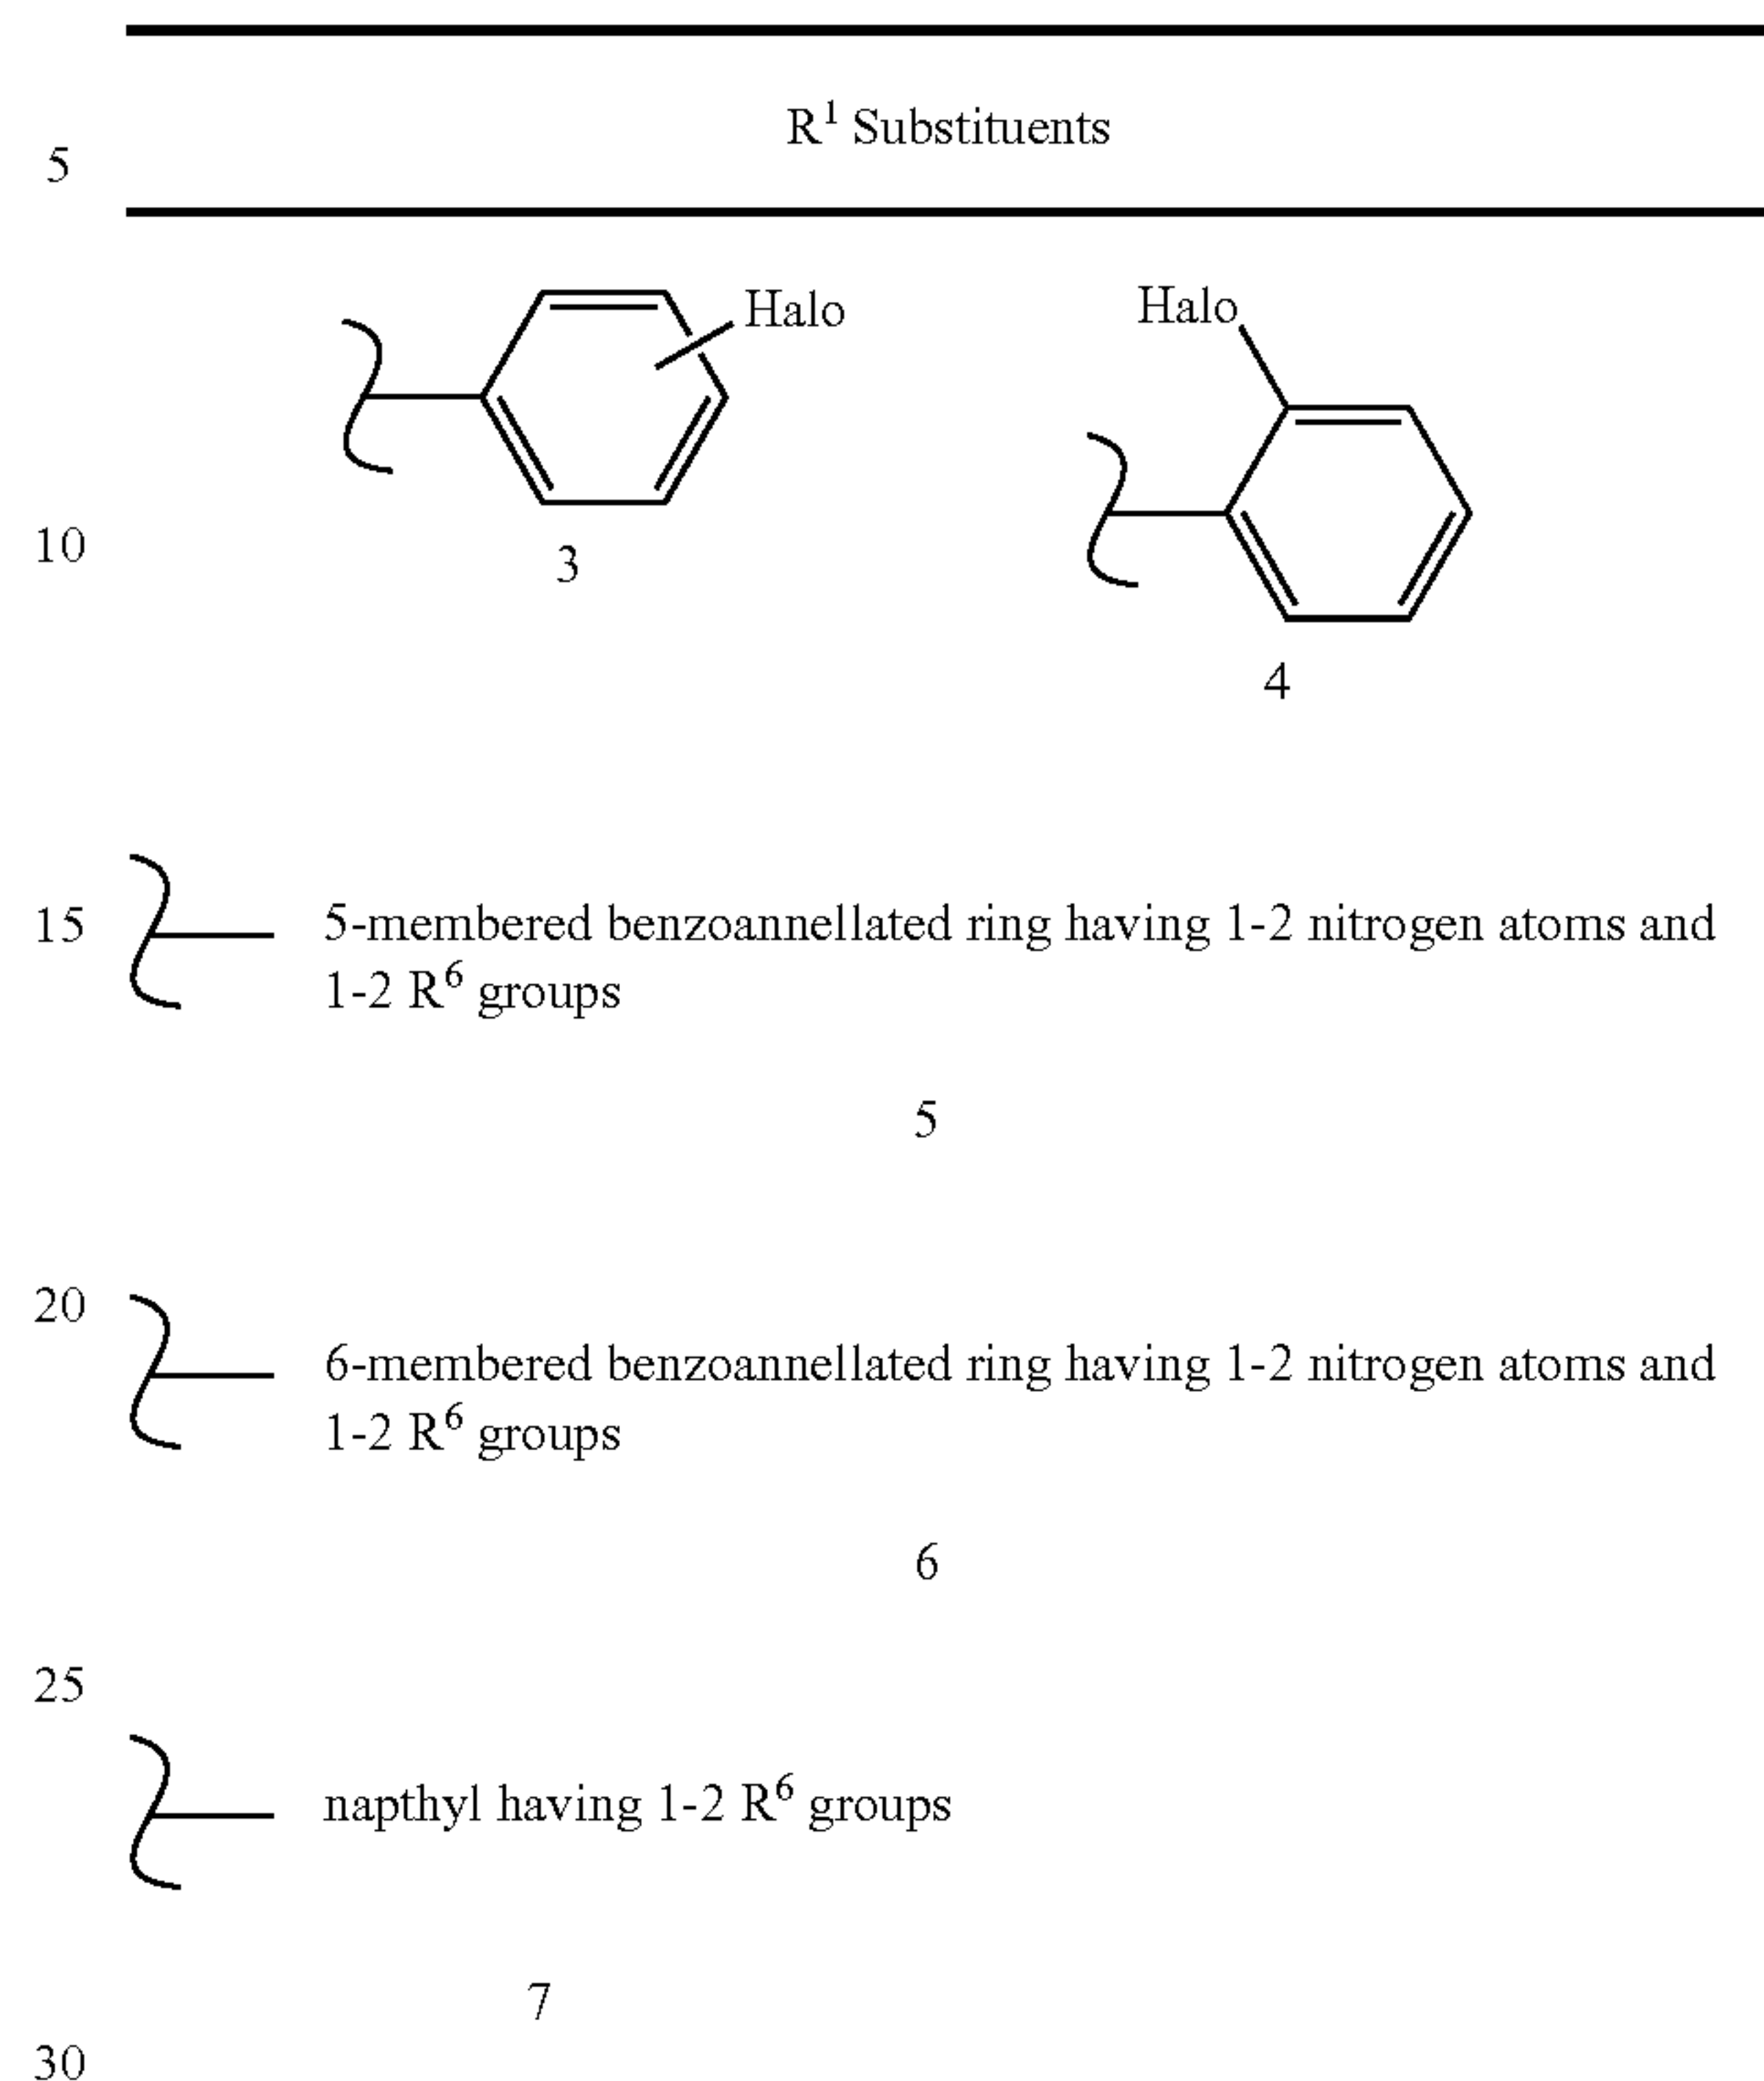 R¹ Substituents
5
Halo
Halo
10
3
4
15
5-membered benzoannellated ring having 1-2 nitrogen atoms and
1-2 R⁶ groups
5
20
6-membered benzoannellated ring having 1-2 nitrogen atoms and
1-2 R⁶ groups
6
25
napthyl having 1-2 R⁶ groups
7
30